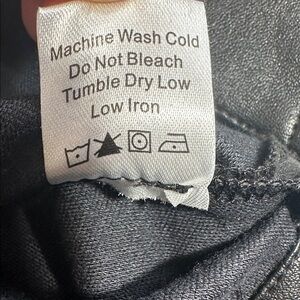 Machine Wash Cold
Do Not Bleach
Tumble Dry Low
Low Iron